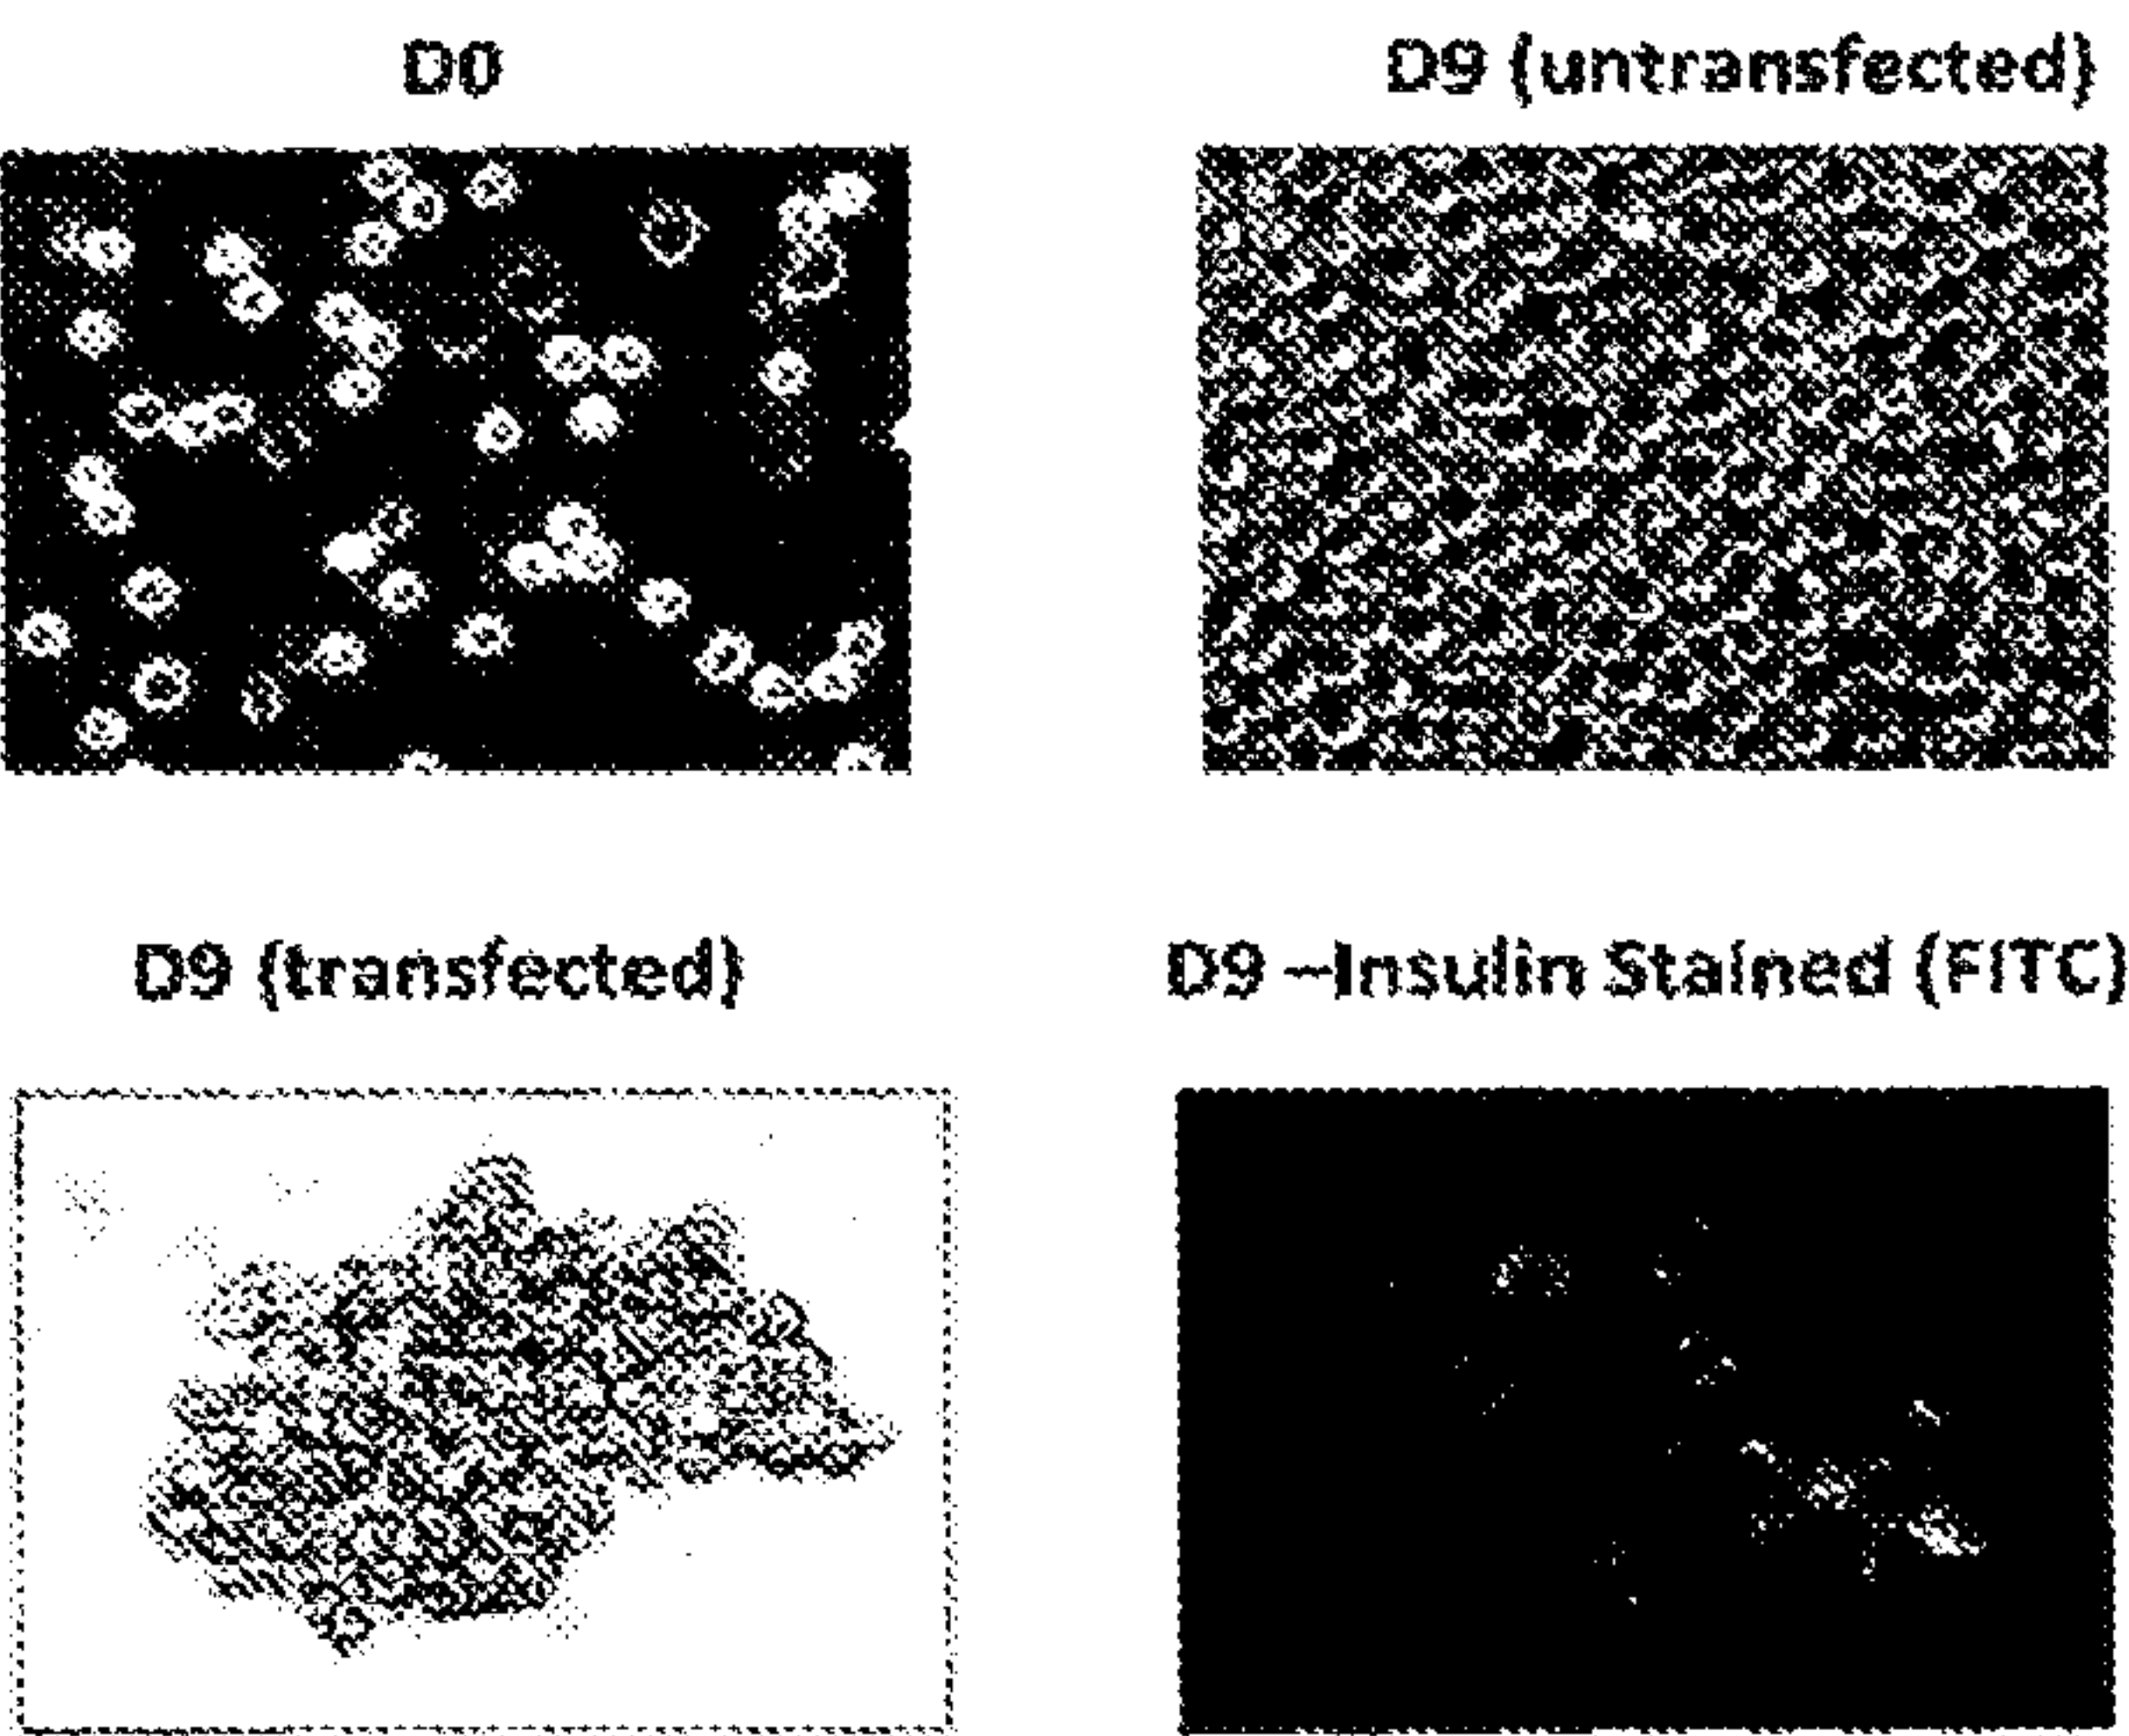 D0
D9 (untransfected)
D9 (transfected)
D9 –Insulin Stained (FITC)